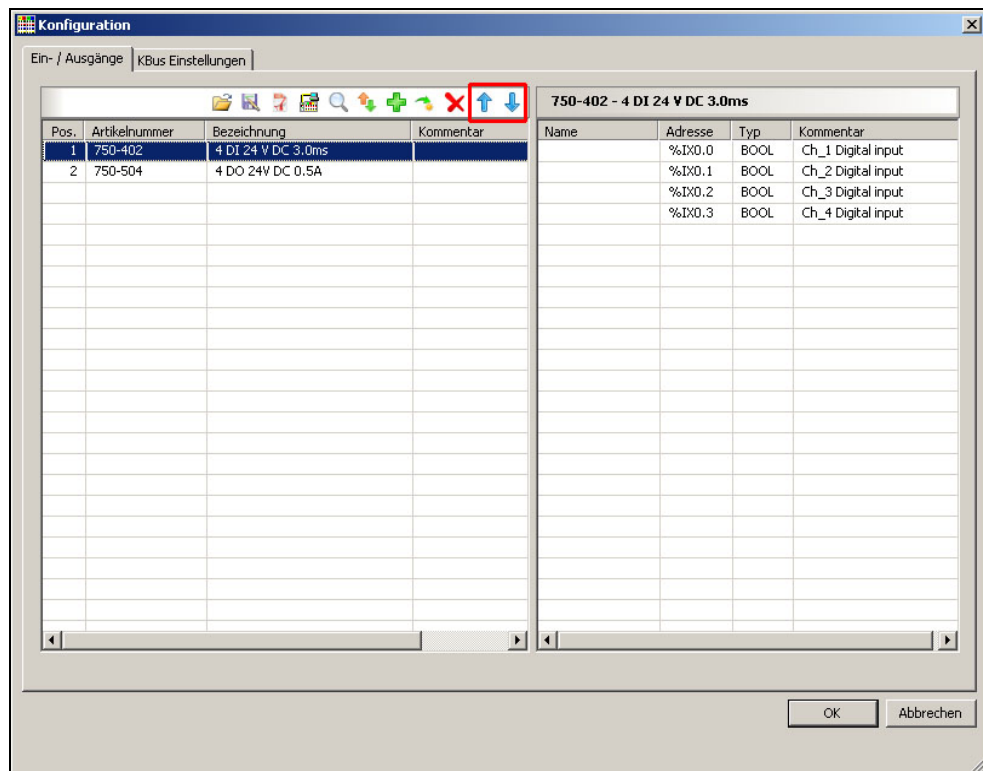 Konfiguration
Ein- / Ausgänge KBus Einstellungen
750-402 - 4 DI 24 V DC 3.0ms
Pos. Artikelnummer Bezeichnung Kommentar
1 750-402 4 DI 24 V DC 3.0ms
2 750-504 4 DO 24V DC 0.5A
Name Adresse Typ Kommentar
%IX0.0 BOOL Ch_1 Digital input
%IX0.1 BOOL Ch_2 Digital input
%IX0.2 BOOL Ch_3 Digital input
%IX0.3 BOOL Ch_4 Digital input
OK Abbrechen